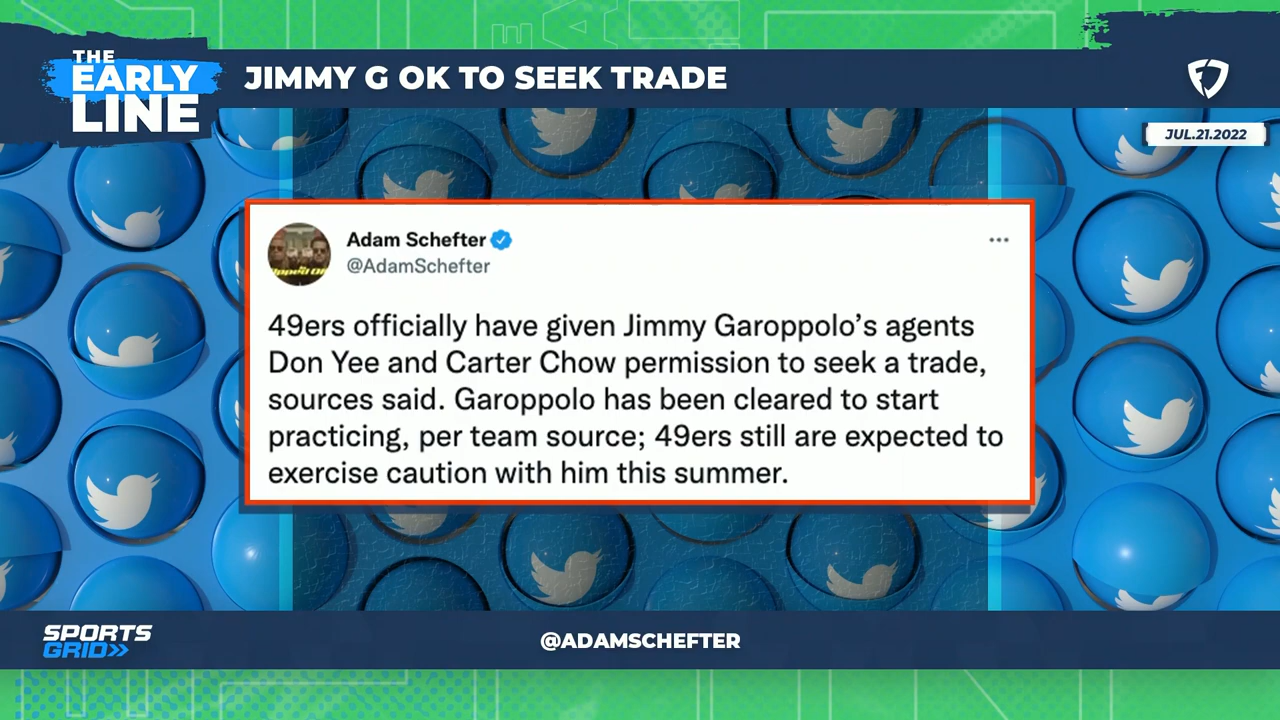 THE
EARLY
LINE
JIMMY G OK TO SEEK TRADE
JUL.21.2022
Adam Schefter
@AdamSchefter
49ers officially have given Jimmy Garoppolo’s agents
Don Yee and Carter Chow permission to seek a trade,
sources said. Garoppolo has been cleared to start
practicing, per team source; 49ers still are expected to
exercise caution with him this summer.
SPORTS
GRID
@ADAMSCHEFTER